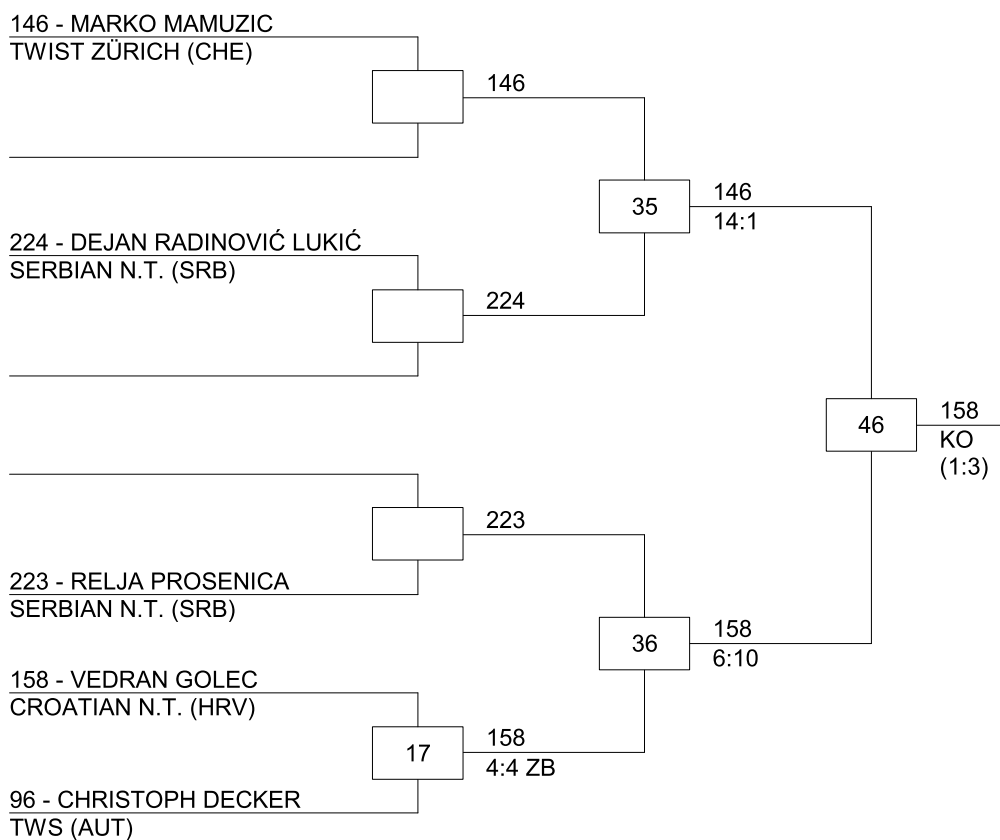 146 - MARKO MAMUZIC
TWIST ZÜRICH (CHE)
146
35
146
14:1
224 - DEJAN RADINOVIĆ LUKIĆ
SERBIAN N.T. (SRB)
224
46
158
KO
(1:3)
223
223 - RELJA PROSENICA
SERBIAN N.T. (SRB)
36
158
6:10
158 - VEDRAN GOLEC
CROATIAN N.T. (HRV)
17
158
4:4 ZB
96 - CHRISTOPH DECKER
TWS (AUT)